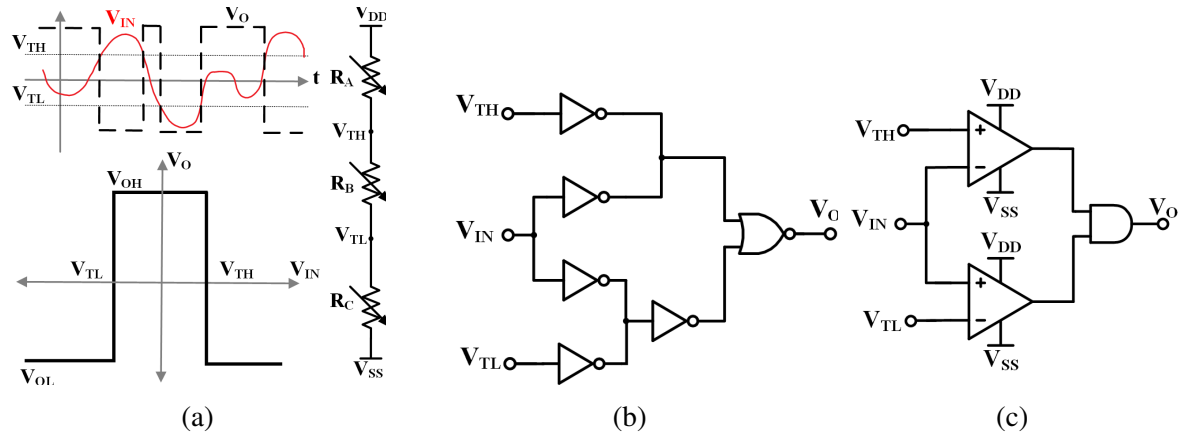 V_IN
V_O
V_TH
t
V_TL
V_DD
R_A
V_TH
R_B
V_TL
R_C
V_SS
V_O
V_OH
V_TL
V_TH
V_IN
V_OL
(a)
V_TH
V_IN
V_TL
V_O
(b)
V_DD
V_TH
+
−
V_SS
V_IN
V_O
V_DD
+
V_TL
−
V_SS
(c)